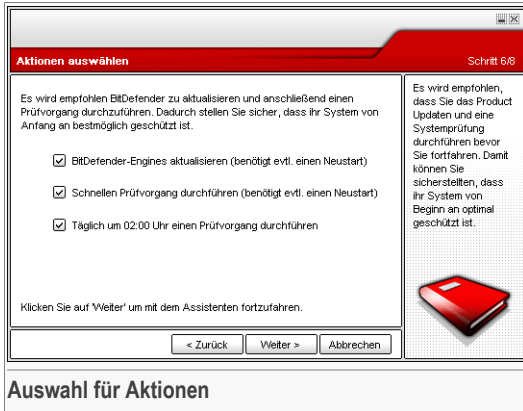 Aktionen auswählen
Schritt 6/8
Es wird empfohlen BitDefender zu aktualisieren und anschließend einen
Prüfvorgang durchzuführen. Dadurch stellen Sie sicher, dass ihr System von
Anfang an bestmöglich geschützt ist.
BitDefender-Engines aktualisieren (benötigt evtl. einen Neustart)
Schnellen Prüfvorgang durchführen (benötigt evtl. einen Neustart)
Täglich um 02:00 Uhr einen Prüfvorgang durchführen
Klicken Sie auf 'Weiter' um mit dem Assistenten fortzufahren.
< Zurück
Weiter >
Abbrechen
Es wird empfohlen,
dass Sie das Product
Updaten und eine
Systemprüfung
durchführen bevor
Sie fortfahren. Damit
können Sie
sicherstellten, dass
ihr System von
Beginn an optimal
geschützt ist.
Auswahl für Aktionen